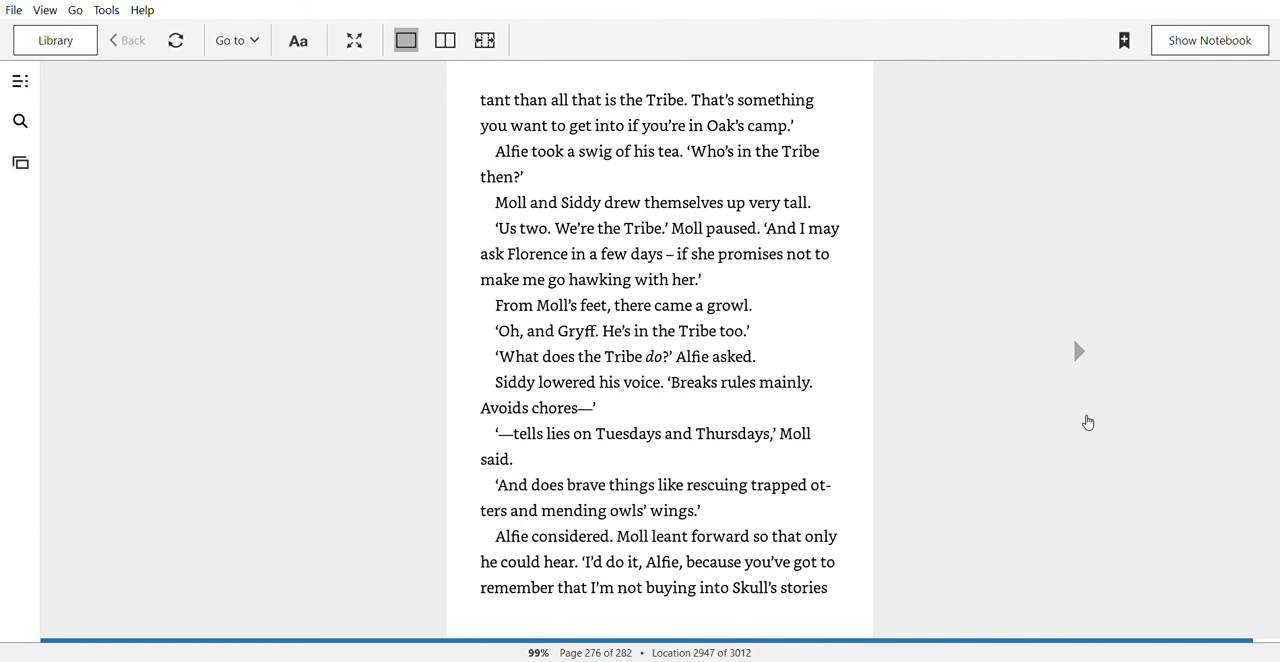 File View Go Tools Help
Library Back Go to Aa Show Notebook
tant than all that is the Tribe. That’s something
you want to get into if you’re in Oak’s camp.’
Alfie took a swig of his tea. ‘Who’s in the Tribe
then?’
Moll and Siddy drew themselves up very tall.
‘Us two. We’re the Tribe.’ Moll paused. ‘And I may
ask Florence in a few days – if she promises not to
make me go hawking with her.’
From Moll’s feet, there came a growl.
‘Oh, and Gryff. He’s in the Tribe too.’
‘What does the Tribe do?’ Alfie asked.
Siddy lowered his voice. ‘Breaks rules mainly.
Avoids chores—’
‘—tells lies on Tuesdays and Thursdays,’ Moll
said.
‘And does brave things like rescuing trapped ot-
ters and mending owls’ wings.’
Alfie considered. Moll leant forward so that only
he could hear. ‘I’d do it, Alfie, because you’ve got to
remember that I’m not buying into Skull’s stories
99% Page 276 of 282 • Location 2947 of 3012